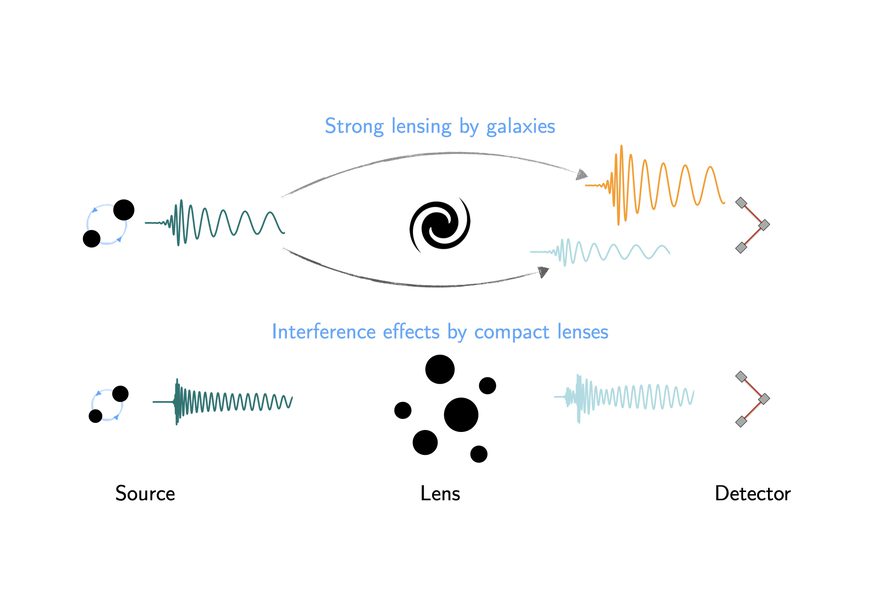 Strong lensing by galaxies
Interference effects by compact lenses
Source
Lens
Detector